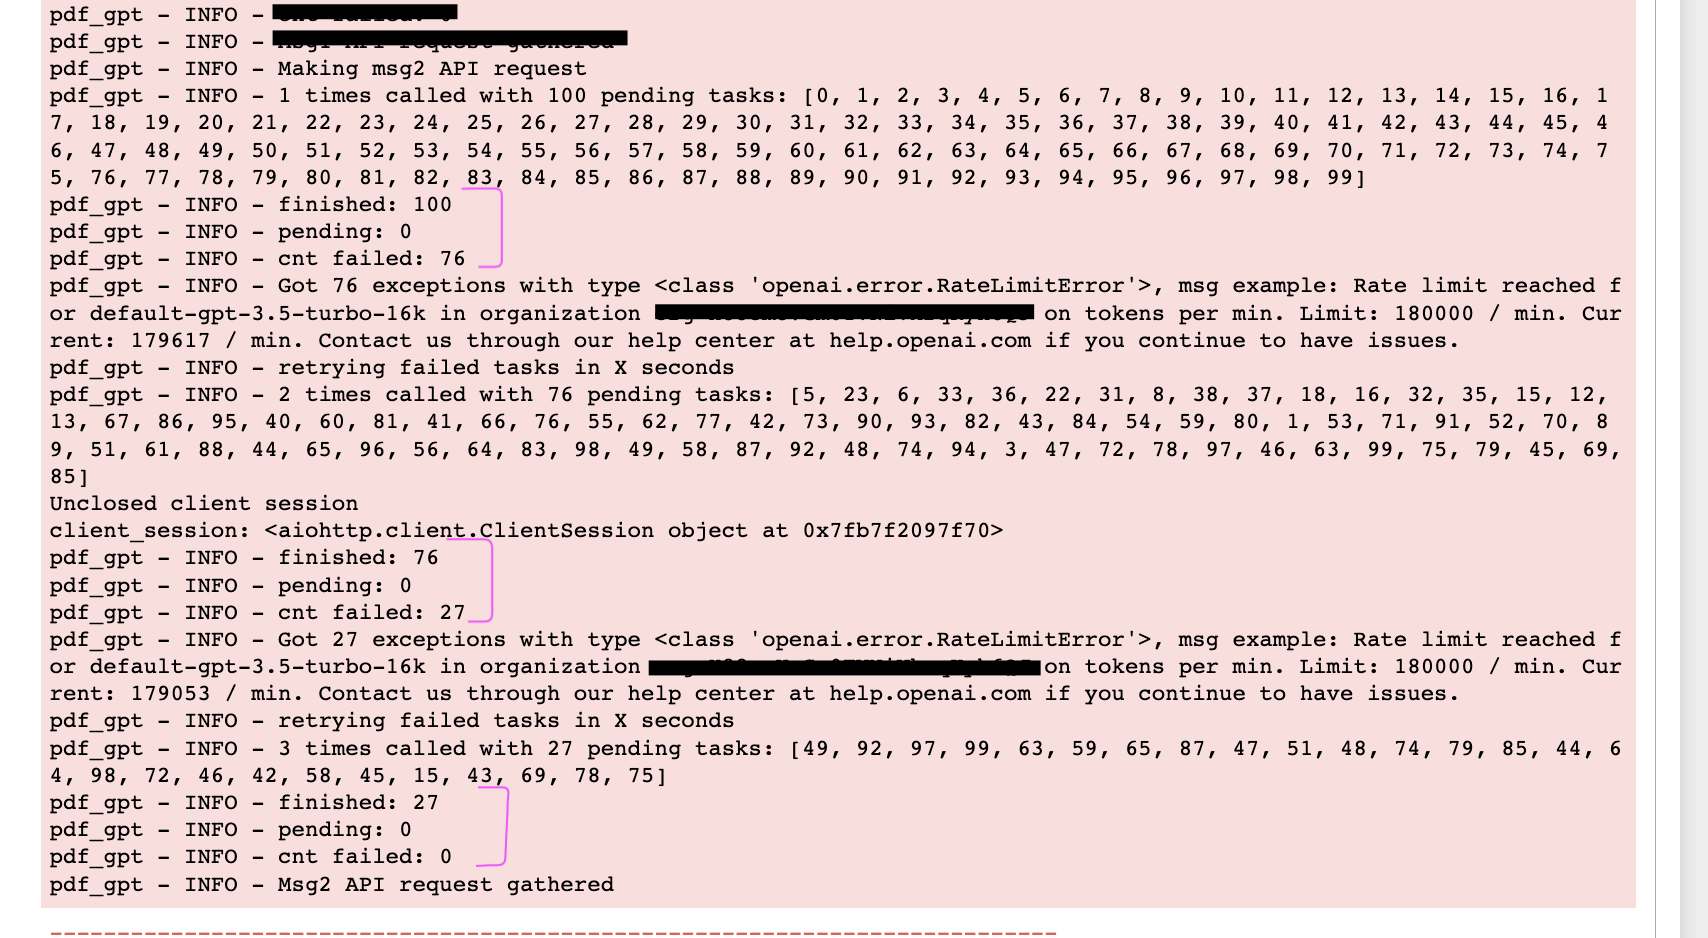 pdf_gpt - INFO -
pdf_gpt - INFO -
pdf_gpt - INFO - Making msg2 API request
pdf_gpt - INFO - 1 times called with 100 pending tasks: [0, 1, 2, 3, 4, 5, 6, 7, 8, 9, 10, 11, 12, 13, 14, 15, 16, 1
7, 18, 19, 20, 21, 22, 23, 24, 25, 26, 27, 28, 29, 30, 31, 32, 33, 34, 35, 36, 37, 38, 39, 40, 41, 42, 43, 44, 45, 4
6, 47, 48, 49, 50, 51, 52, 53, 54, 55, 56, 57, 58, 59, 60, 61, 62, 63, 64, 65, 66, 67, 68, 69, 70, 71, 72, 73, 74, 7
5, 76, 77, 78, 79, 80, 81, 82, 83, 84, 85, 86, 87, 88, 89, 90, 91, 92, 93, 94, 95, 96, 97, 98, 99]
pdf_gpt - INFO - finished: 100
pdf_gpt - INFO - pending: 0
pdf_gpt - INFO - cnt failed: 76
pdf_gpt - INFO - Got 76 exceptions with type <class 'openai.error.RateLimitError'>, msg example: Rate limit reached f
or default-gpt-3.5-turbo-16k in organization on tokens per min. Limit: 180000 / min. Cur
rent: 179617 / min. Contact us through our help center at help.openai.com if you continue to have issues.
pdf_gpt - INFO - retrying failed tasks in X seconds
pdf_gpt - INFO - 2 times called with 76 pending tasks: [5, 23, 6, 33, 36, 22, 31, 8, 38, 37, 18, 16, 32, 35, 15, 12,
13, 67, 86, 95, 40, 60, 81, 41, 66, 76, 55, 62, 77, 42, 73, 90, 93, 82, 43, 84, 54, 59, 80, 1, 53, 71, 91, 52, 70, 8
9, 51, 61, 88, 44, 65, 96, 56, 64, 83, 98, 49, 58, 87, 92, 48, 74, 94, 3, 47, 72, 78, 97, 46, 63, 99, 75, 79, 45, 69,
85]
Unclosed client session
client_session: <aiohttp.client.ClientSession object at 0x7fb7f2097f70>
pdf_gpt - INFO - finished: 76
pdf_gpt - INFO - pending: 0
pdf_gpt - INFO - cnt failed: 27
pdf_gpt - INFO - Got 27 exceptions with type <class 'openai.error.RateLimitError'>, msg example: Rate limit reached f
or default-gpt-3.5-turbo-16k in organization on tokens per min. Limit: 180000 / min. Cur
rent: 179053 / min. Contact us through our help center at help.openai.com if you continue to have issues.
pdf_gpt - INFO - retrying failed tasks in X seconds
pdf_gpt - INFO - 3 times called with 27 pending tasks: [49, 92, 97, 99, 63, 59, 65, 87, 47, 51, 48, 74, 79, 85, 44, 6
4, 98, 72, 46, 42, 58, 45, 15, 43, 69, 78, 75]
pdf_gpt - INFO - finished: 27
pdf_gpt - INFO - pending: 0
pdf_gpt - INFO - cnt failed: 0
pdf_gpt - INFO - Msg2 API request gathered